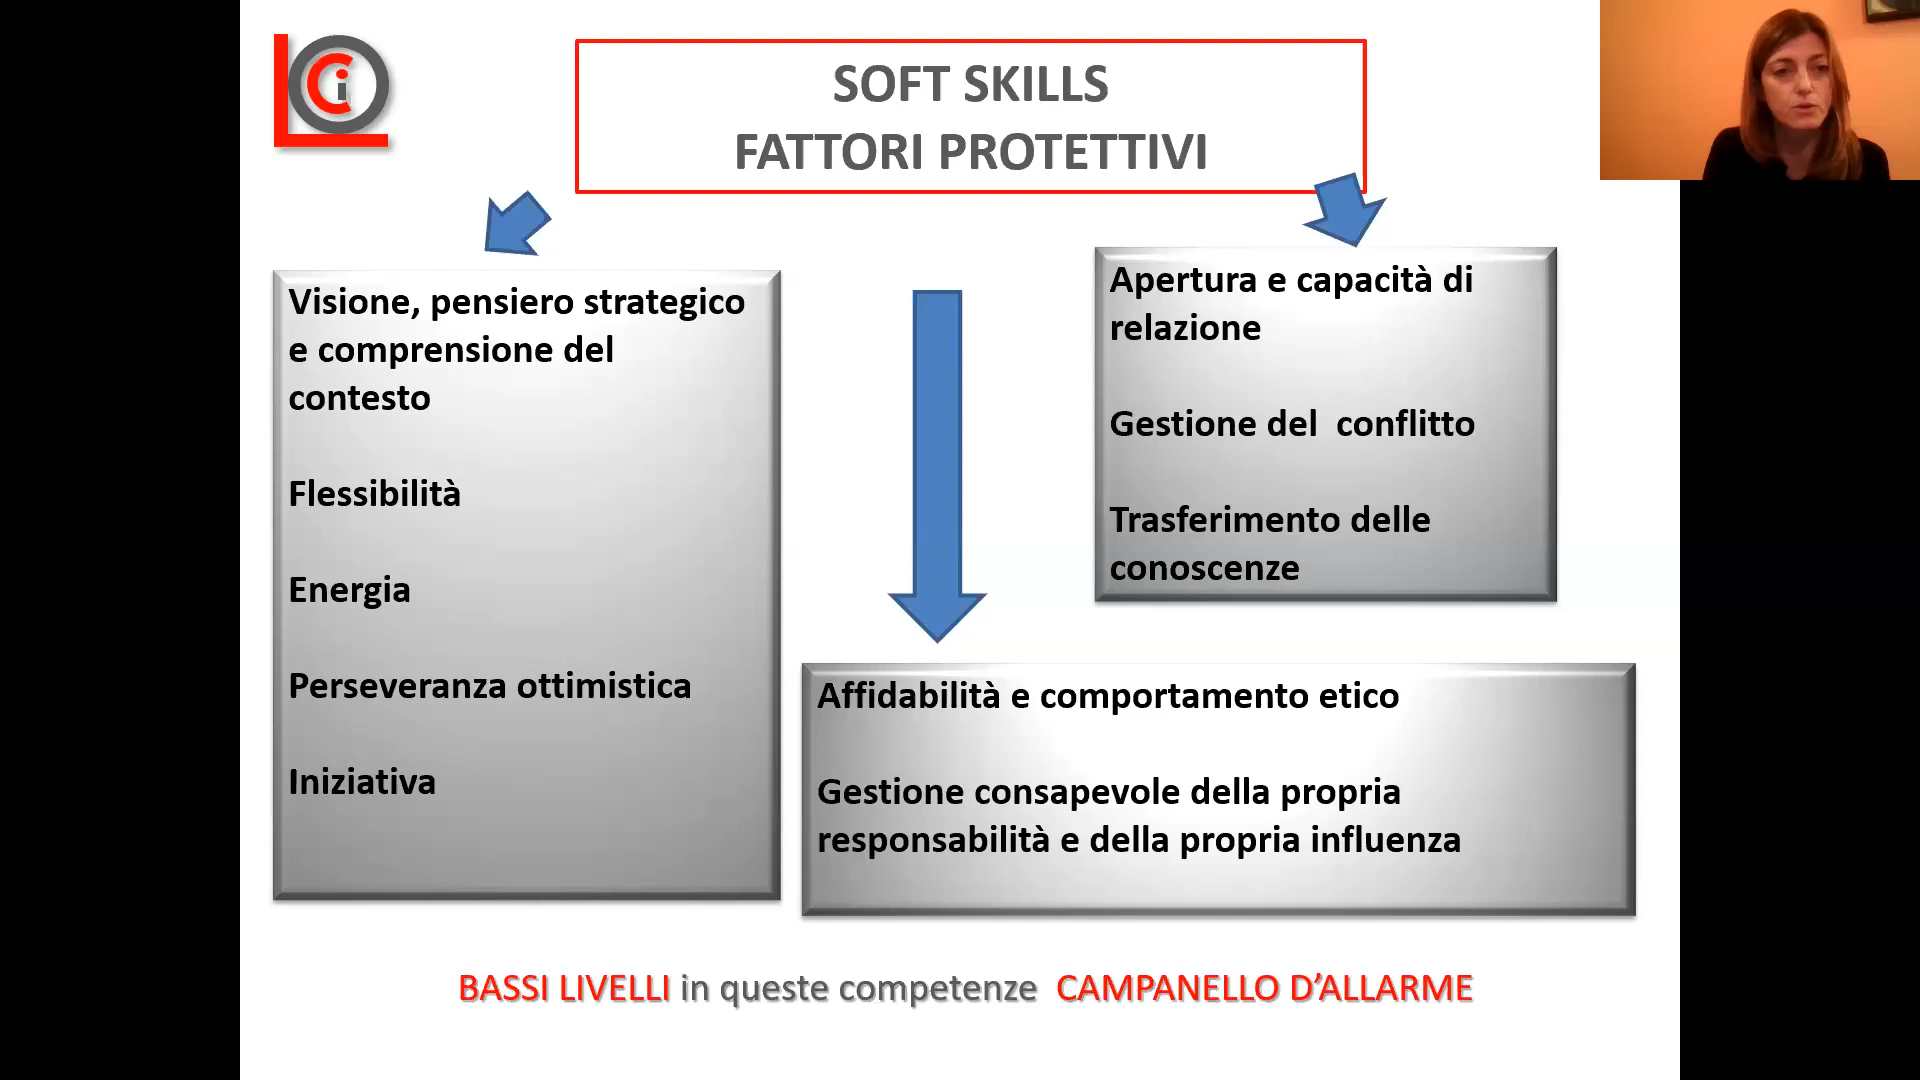 Ci
SOFT SKILLS
FATTORI PROTETTIVI
Visione, pensiero strategico
e comprensione del
contesto
Flessibilità
Energia
Perseveranza ottimistica
Iniziativa
Apertura e capacità di
relazione
Gestione del  conflitto
Trasferimento delle
conoscenze
Affidabilità e comportamento etico
Gestione consapevole della propria
responsabilità e della propria influenza
BASSI LIVELLI in queste competenze  CAMPANELLO D’ALLARME